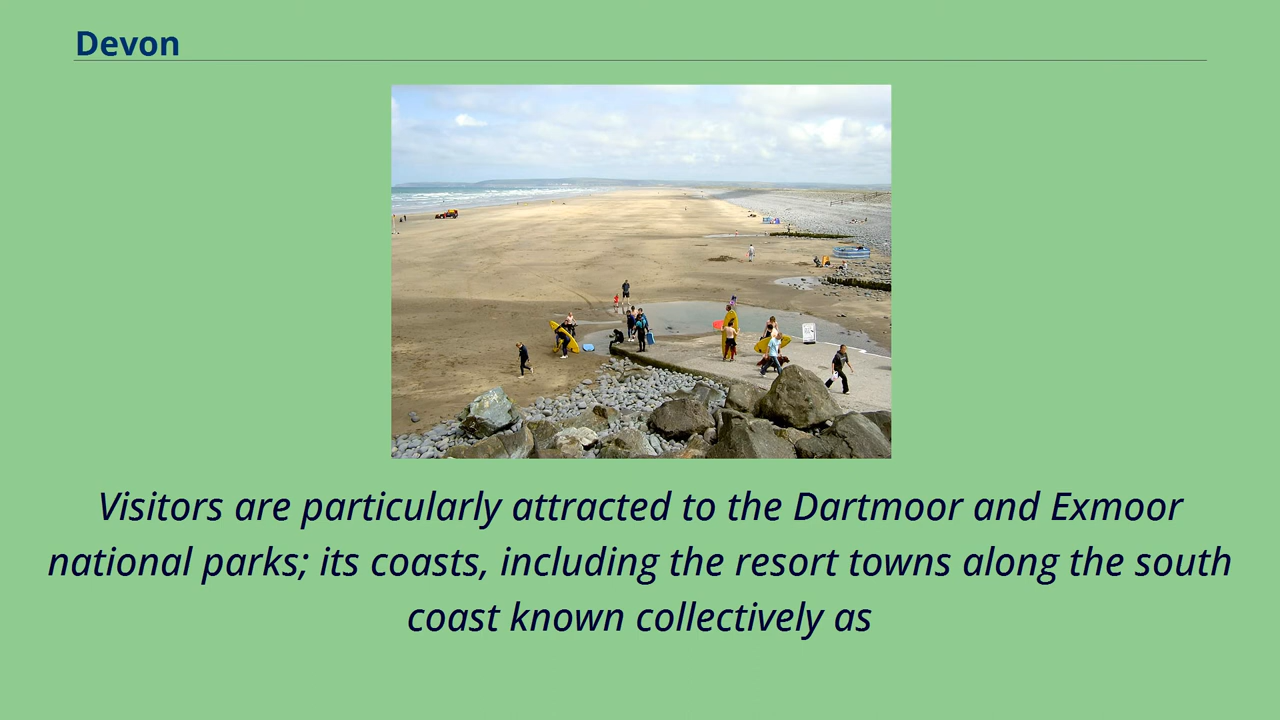 Devon
Visitors are particularly attracted to the Dartmoor and Exmoor
national parks; its coasts, including the resort towns along the south
coast known collectively as